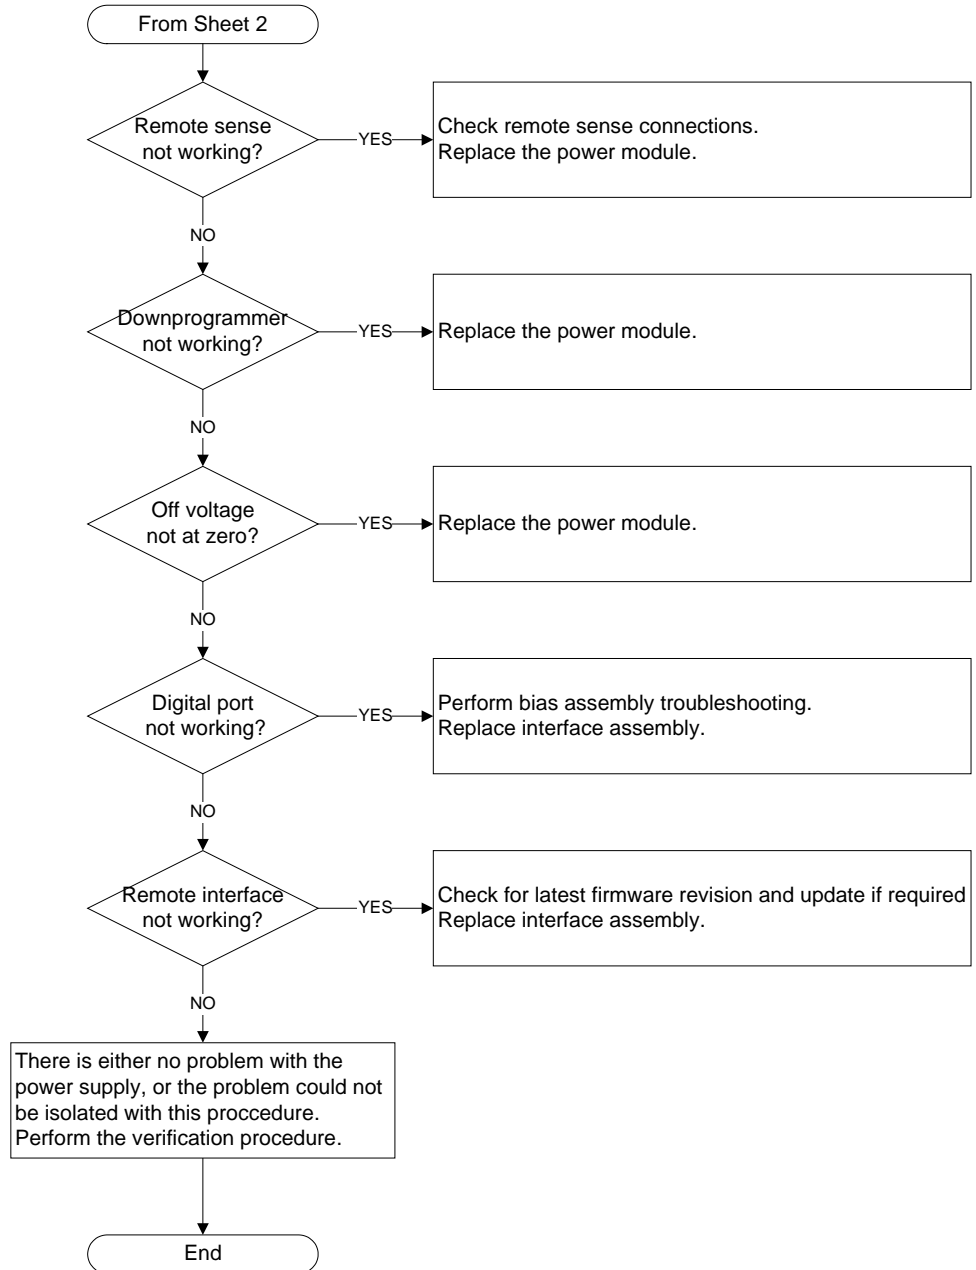 From Sheet 2
Remote sense
not working?
YES
Check remote sense connections.
Replace the power module.
NO
Downprogrammer
not working?
YES
Replace the power module.
NO
Off voltage
not at zero?
YES
Replace the power module.
NO
Digital port
not working?
YES
Perform bias assembly troubleshooting.
Replace interface assembly.
NO
Remote interface
not working?
YES
Check for latest firmware revision and update if required
Replace interface assembly.
NO
There is either no problem with the
power supply, or the problem could not
be isolated with this proccedure.
Perform the verification procedure.
End